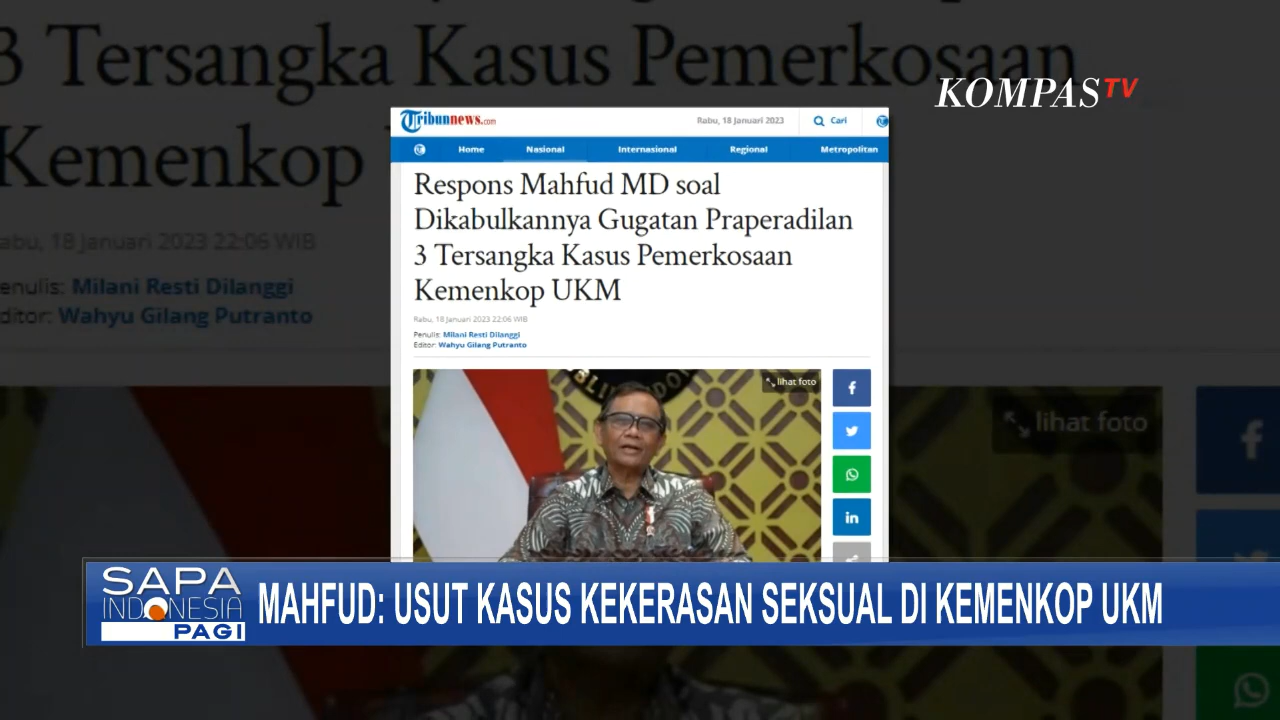 3 Tersangka Kasus Pemerkosaan
Kemenkop
KOMPASTV
Tribunnews.com
Rabu, 18 Januari 2023
Cari
Home
Nasional
Internasional
Regional
Metropolitan
Respons Mahfud MD soal
Dikabulkannya Gugatan Praperadilan
3 Tersangka Kasus Pemerkosaan
Kemenkop UKM
Rabu, 18 Januari 2023 22:06 WIB
Penulis: Milani Resti Dilanggi
Editor: Wahyu Gilang Putranto
abu, 18 Januari 2023 22:06 WIB
enulis: Milani Resti Dilanggi
ditor: Wahyu Gilang Putranto
lihat foto
lihat foto
SAPA
INDONESIA
PAGI
MAHFUD: USUT KASUS KEKERASAN SEKSUAL DI KEMENKOP UKM